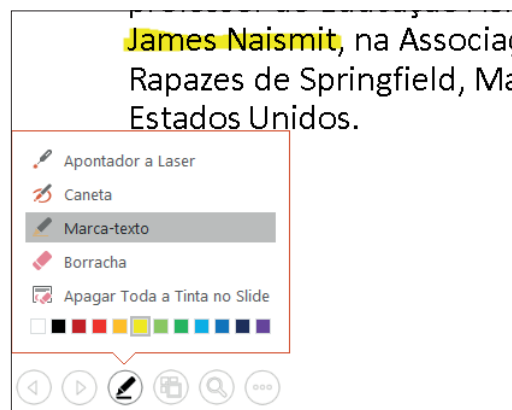 James Naismit, na Associaç
Rapazes de Springfield, Ma
Estados Unidos.
Apontador a Laser
Caneta
Marca-texto
Borracha
Apagar Toda a Tinta no Slide